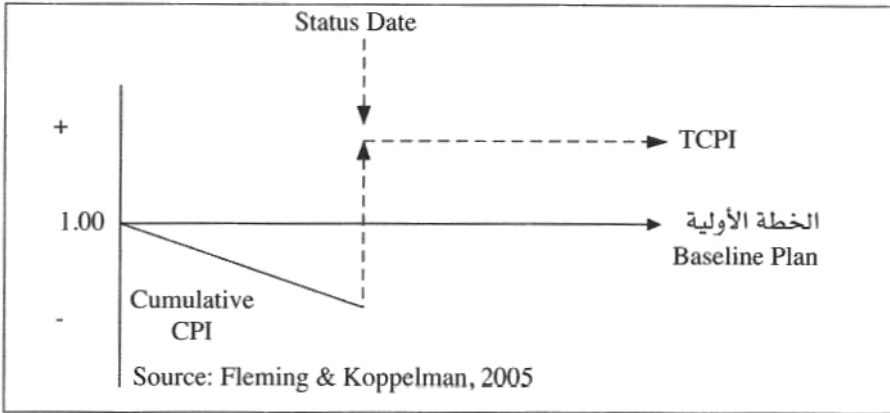 Status Date
+
TCPI
1.00
الخطة الأولية
Baseline Plan
Cumulative
CPI
-
Source: Fleming & Koppelman, 2005